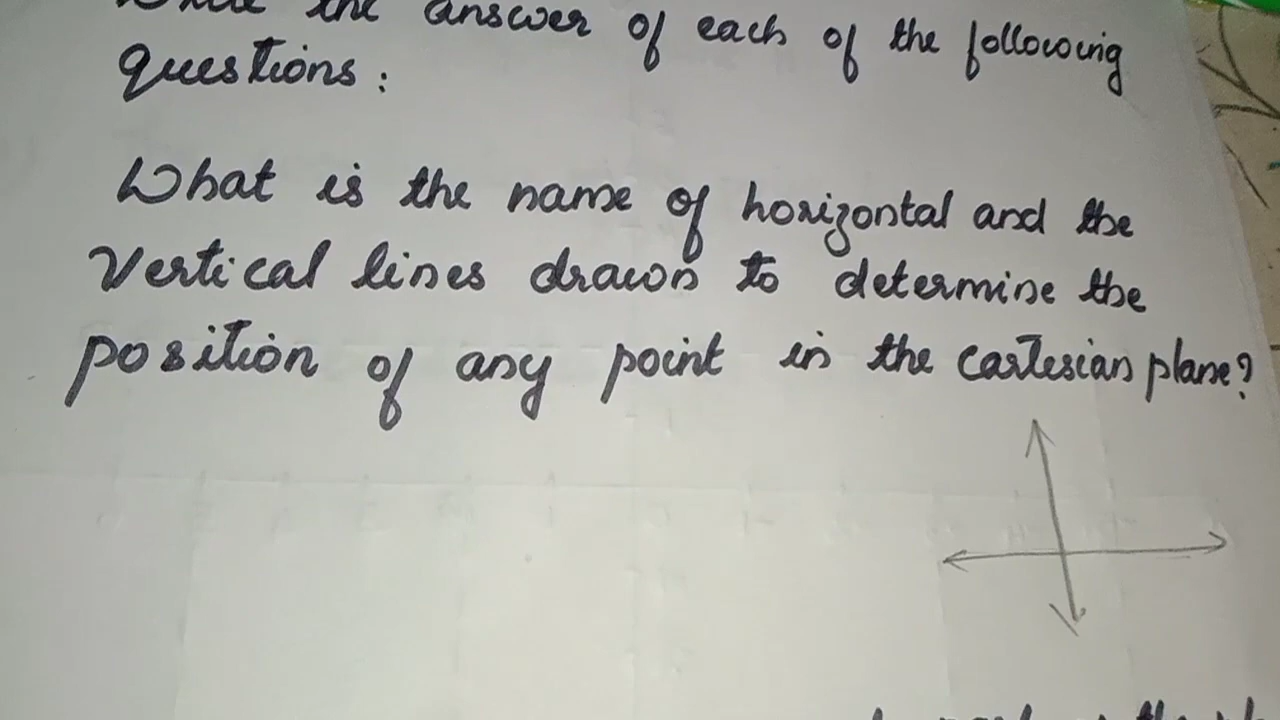 the answer of each of the following
questions:
What is the name of horizontal and the
Vertical lines drawn to determine the
position of any point in the cartesian plane?